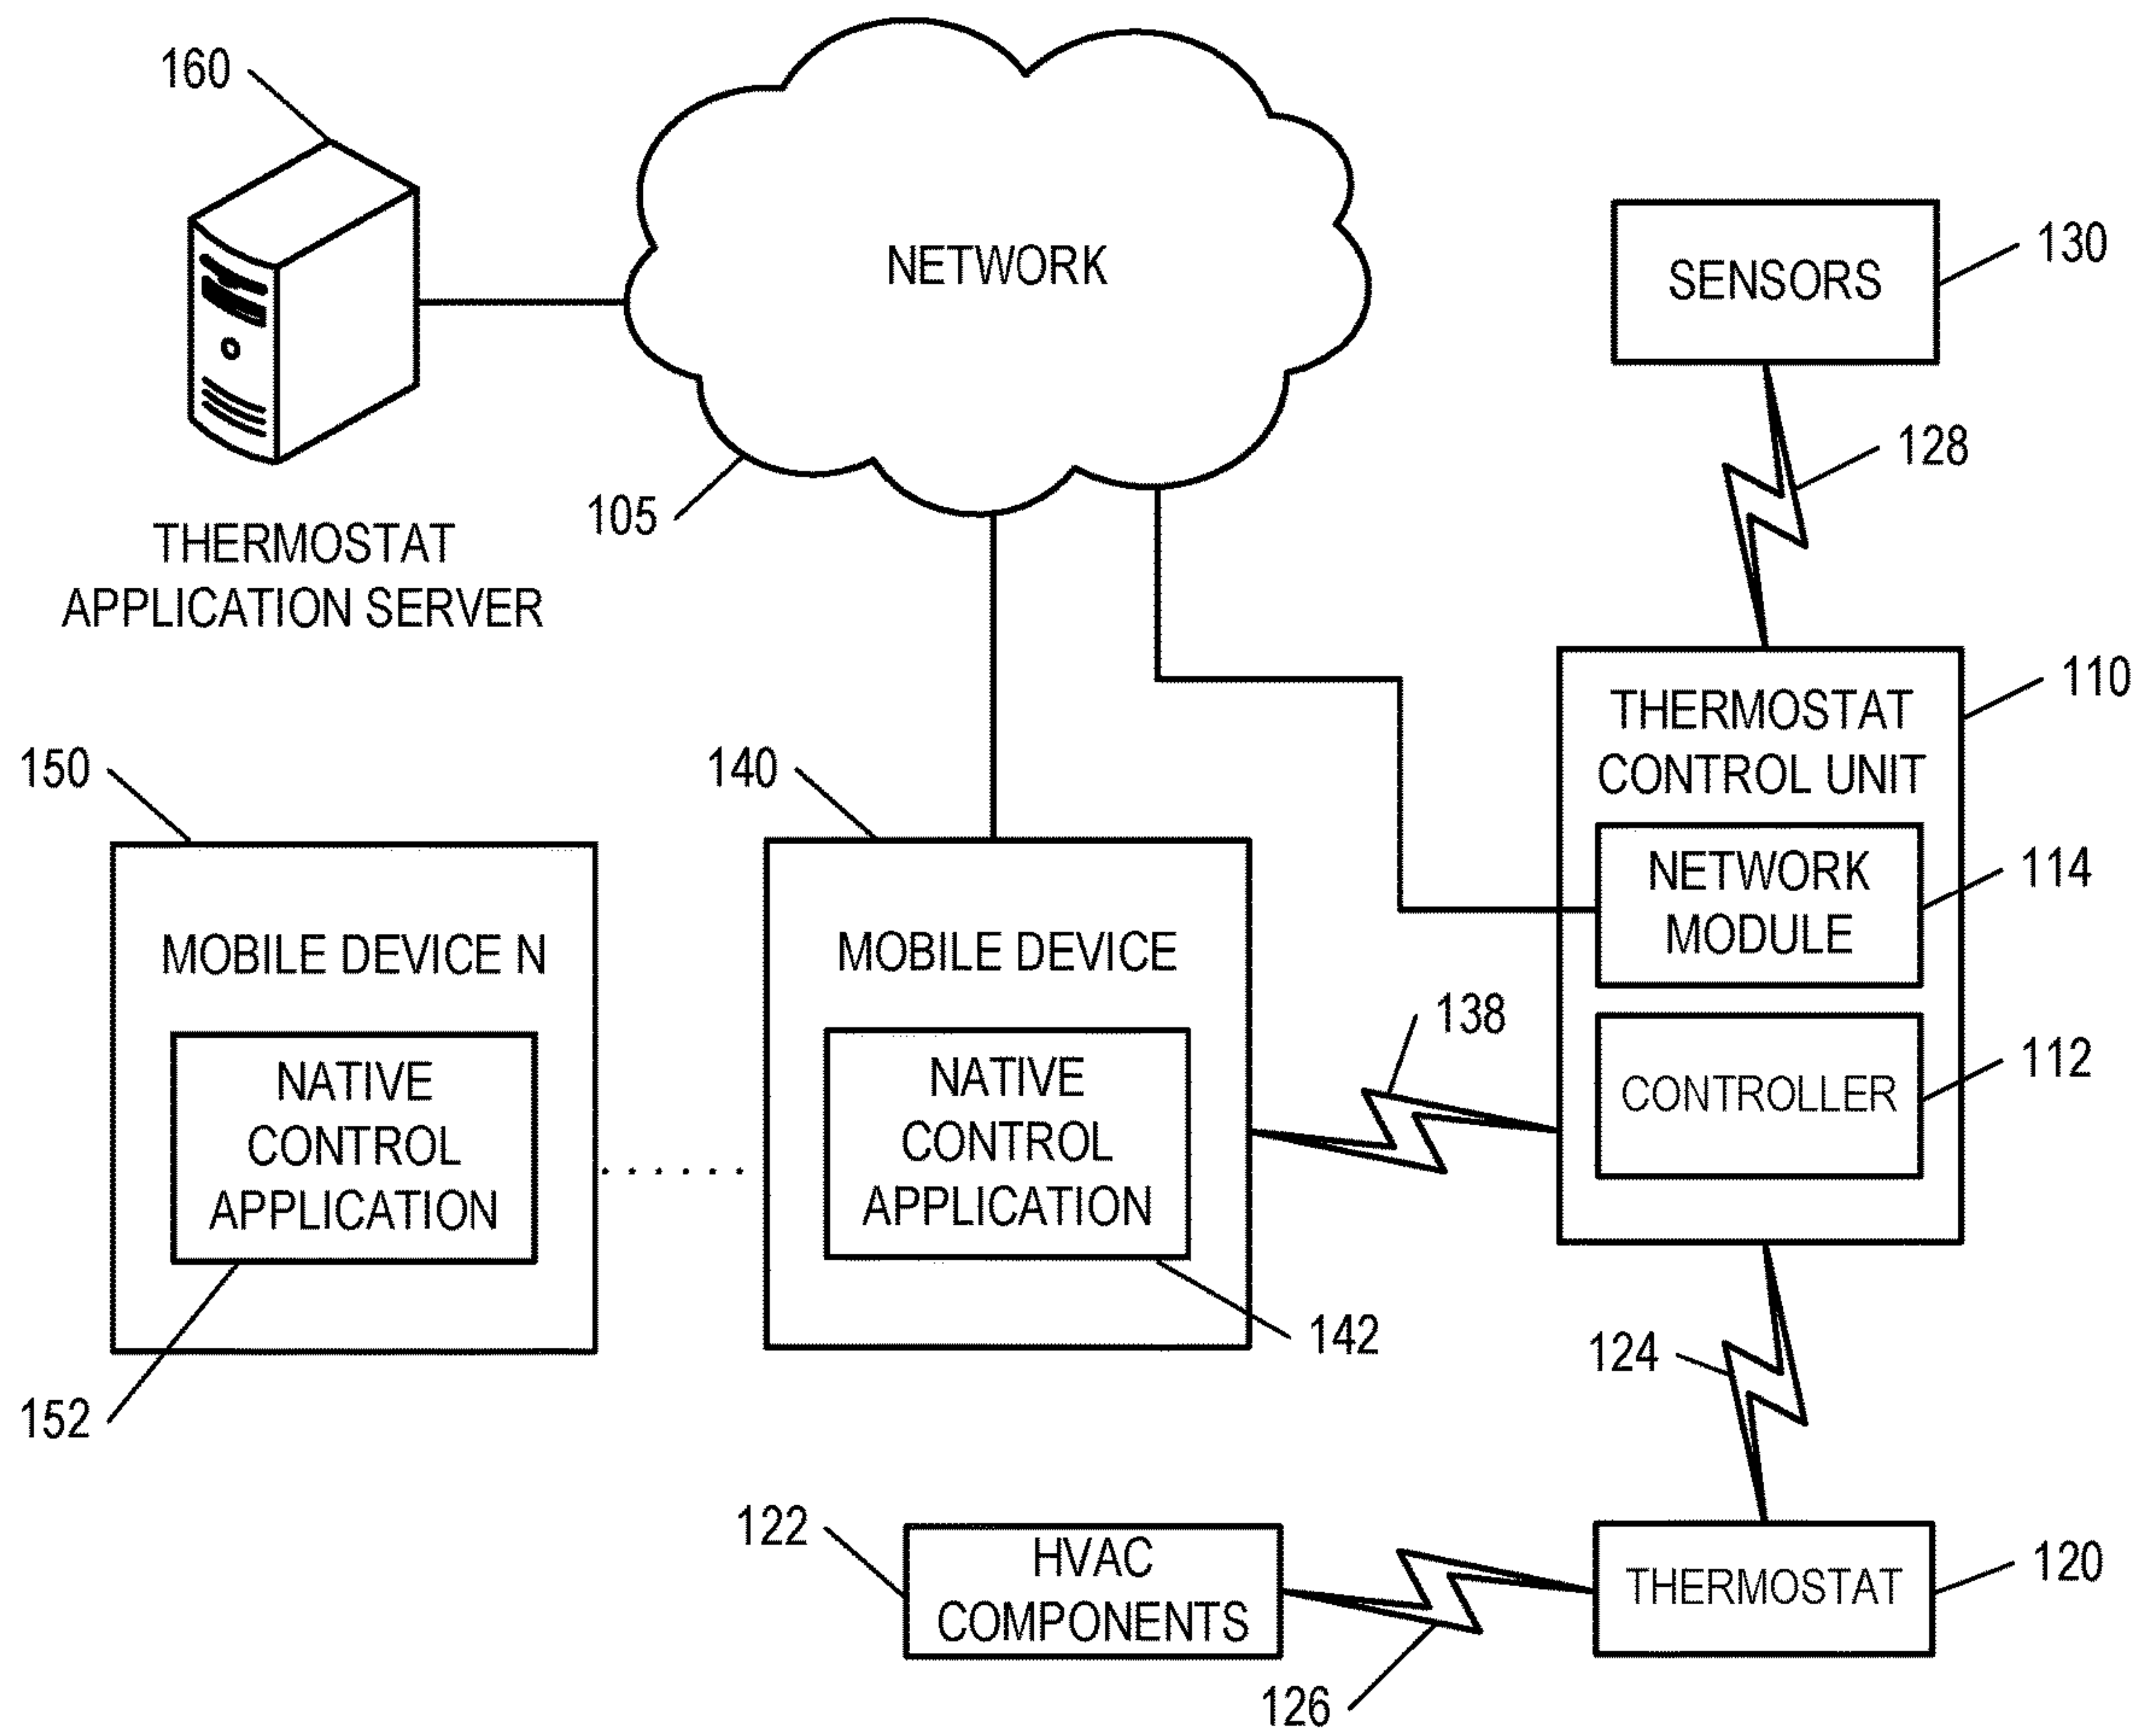 160
NETWORK
SENSORS
130
128
105
THERMOSTAT
APPLICATION SERVER
THERMOSTAT
CONTROL UNIT
110
NETWORK
MODULE
114
CONTROLLER
112
150
MOBILE DEVICE N
NATIVE
CONTROL
APPLICATION
152
140
MOBILE DEVICE
NATIVE
CONTROL
APPLICATION
142
138
124
122
HVAC
COMPONENTS
126
THERMOSTAT
120